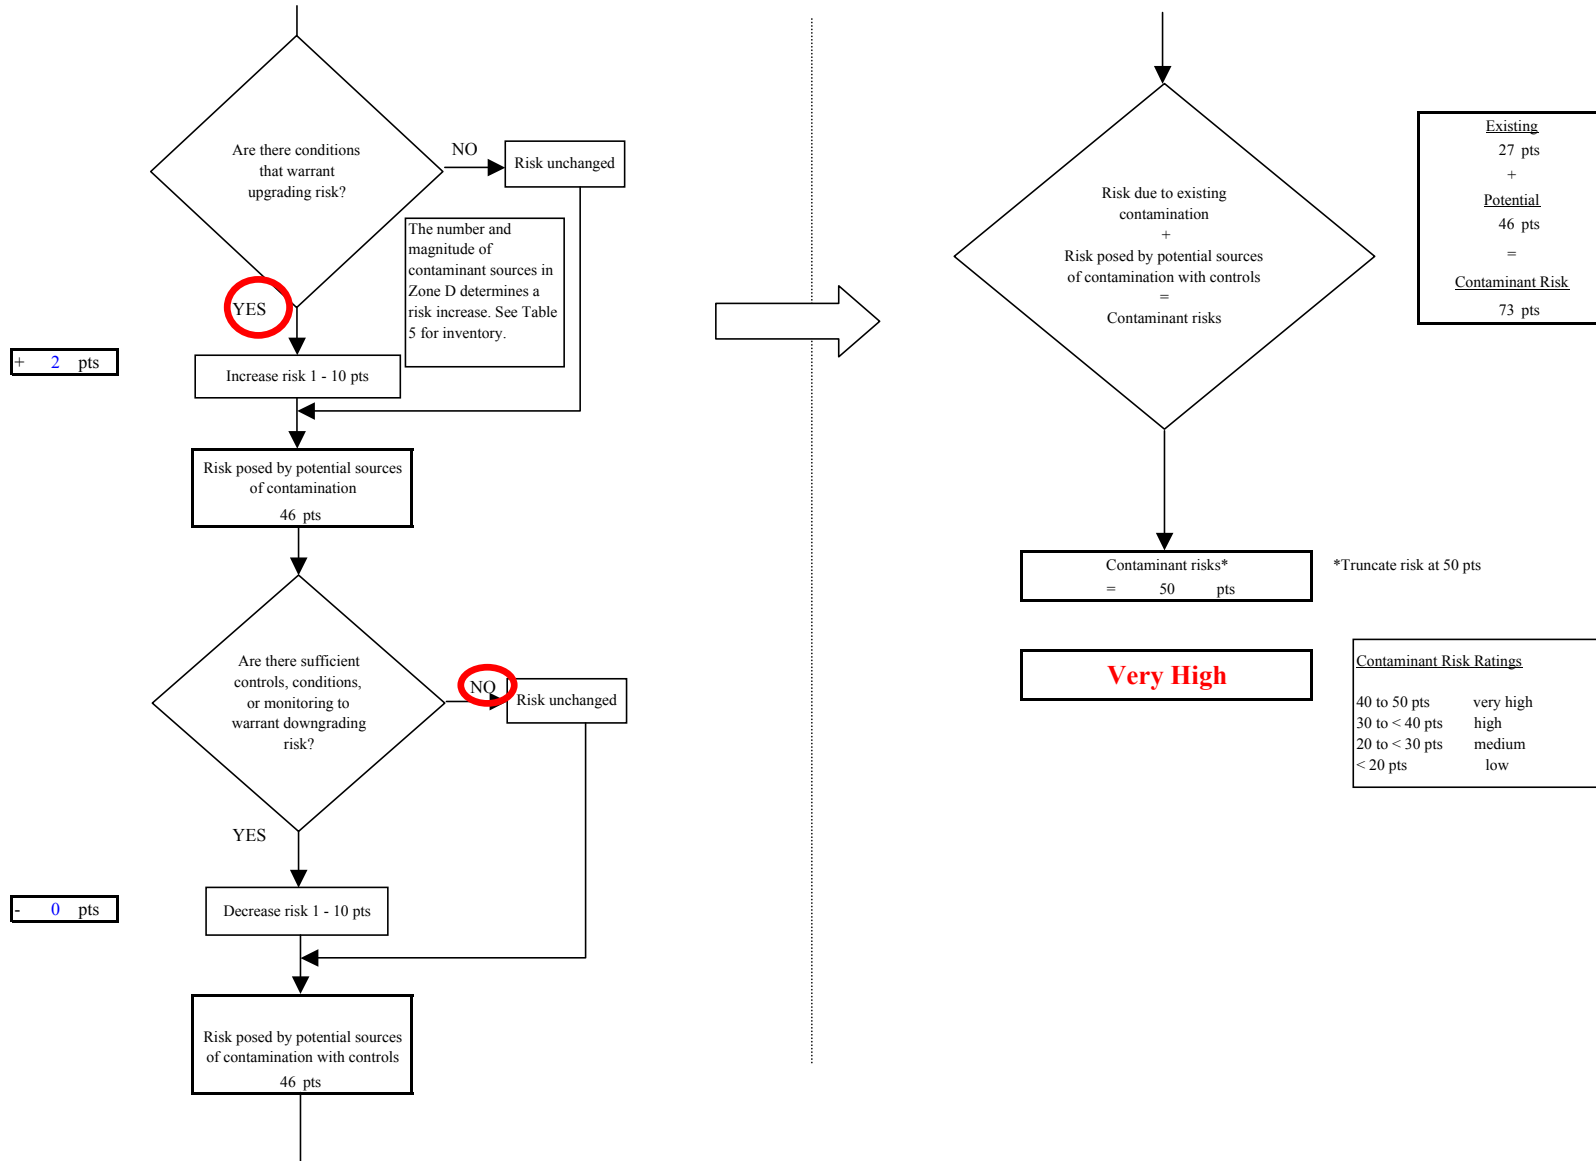 Are there conditions
that warrant
upgrading risk?
NO
Risk unchanged
The number and
magnitude of
contaminant sources in
Zone D determines a
risk increase. See Table
5 for inventory.
YES
+ 2 pts
Increase risk 1 - 10 pts
Risk posed by potential sources
of contamination
46 pts
Are there sufficient
controls, conditions,
or monitoring to
warrant downgrading
risk?
NO
Risk unchanged
YES
- 0 pts
Decrease risk 1 - 10 pts
Risk posed by potential sources
of contamination with controls
46 pts
Risk due to existing
contamination
+
Risk posed by potential sources
of contamination with controls
=
Contaminant risks
Existing
27 pts
+
Potential
46 pts
=
Contaminant Risk
73 pts
Contaminant risks*
= 50 pts
*Truncate risk at 50 pts
Very High
Contaminant Risk Ratings
40 to 50 pts very high
30 to < 40 pts high
20 to < 30 pts medium
< 20 pts low